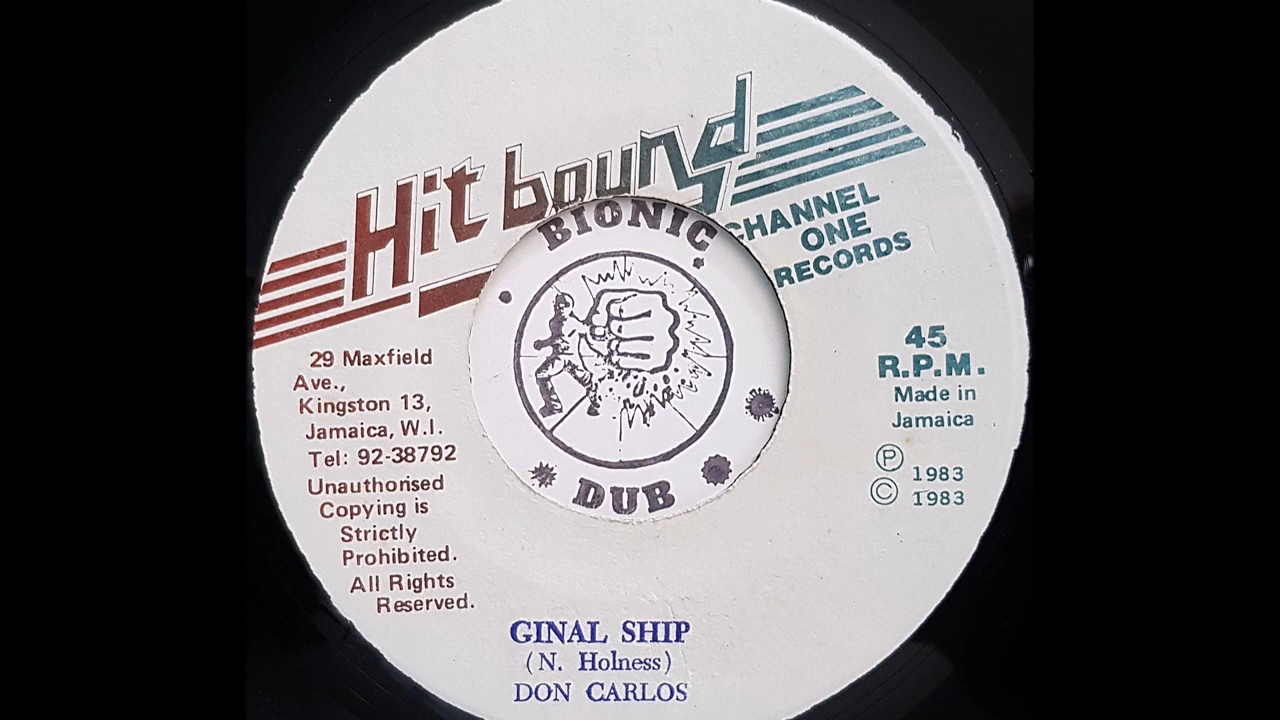 Hit bound
CHANNEL
ONE
RECORDS
BIONIC
DUB
29 Maxfield
Ave.,
Kingston 13,
Jamaica, W.I.
Tel: 92-38792
Unauthorised
Copying is
Strictly
Prohibited.
All Rights
Reserved.
45
R.P.M.
Made in
Jamaica
Ⓟ 1983
© 1983
GINAL SHIP
(N. Holness)
DON CARLOS